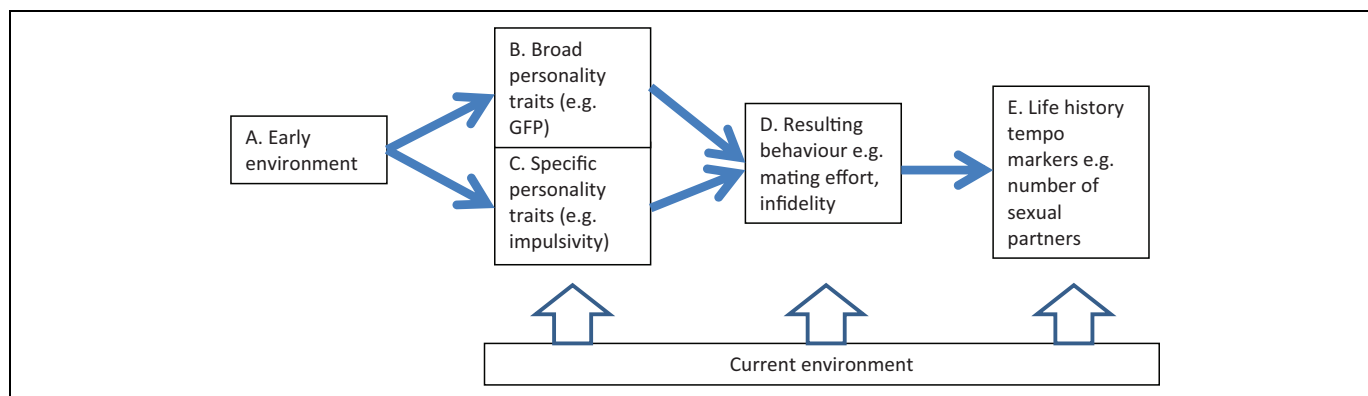 A. Early
environment
B. Broad
personality
traits (e.g.
GFP)
C. Specific
personality
traits (e.g.
impulsivity)
D. Resulting
behaviour e.g.
mating effort,
infidelity
E. Life history
tempo
markers e.g.
number of
sexual
partners
Current environment